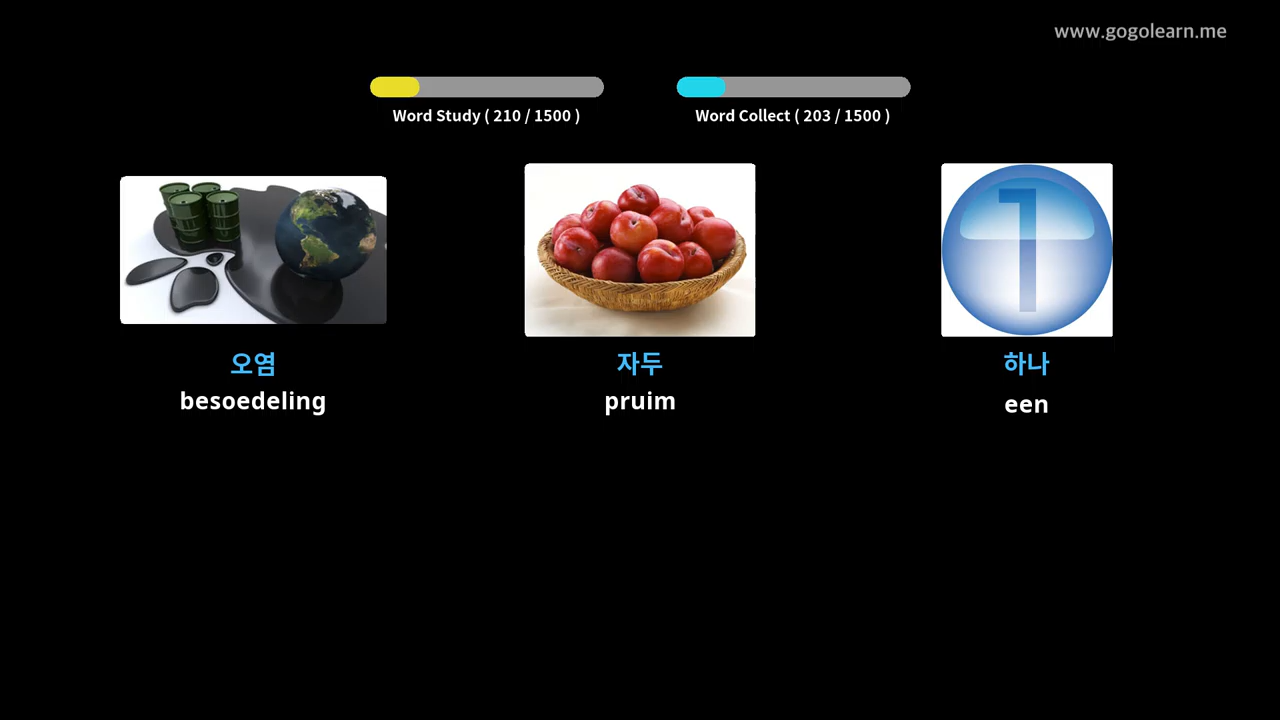 www.gogolearn.me
Word Study ( 210 / 1500 )
Word Collect ( 203 / 1500 )
오염
자두
하나
besoedeling
pruim
een
1